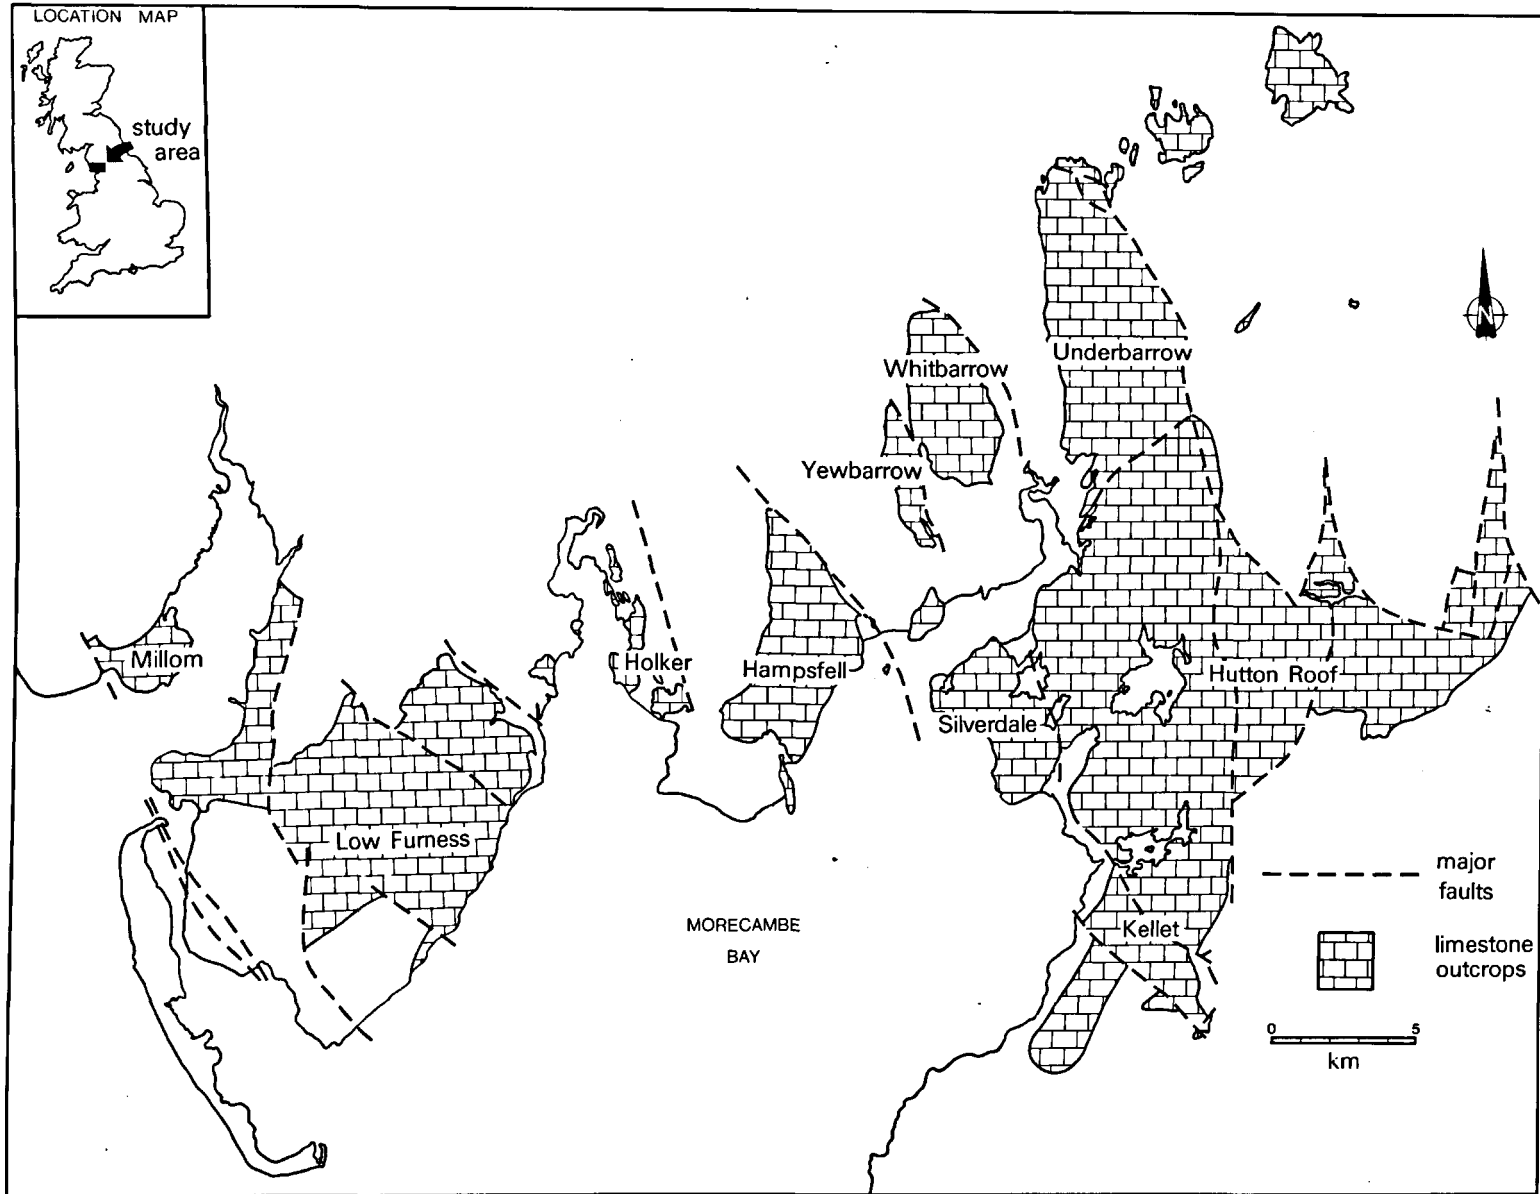 LOCATION MAP
study
area
Underbarrow
Whitbarrow
Yewbarrow
N
Millom
Holker
Hampsfell
Hutton Roof
Silverdale
Low Furness
major
faults
MORECAMBE
BAY
Kellet
limestone
outcrops
0 5
km